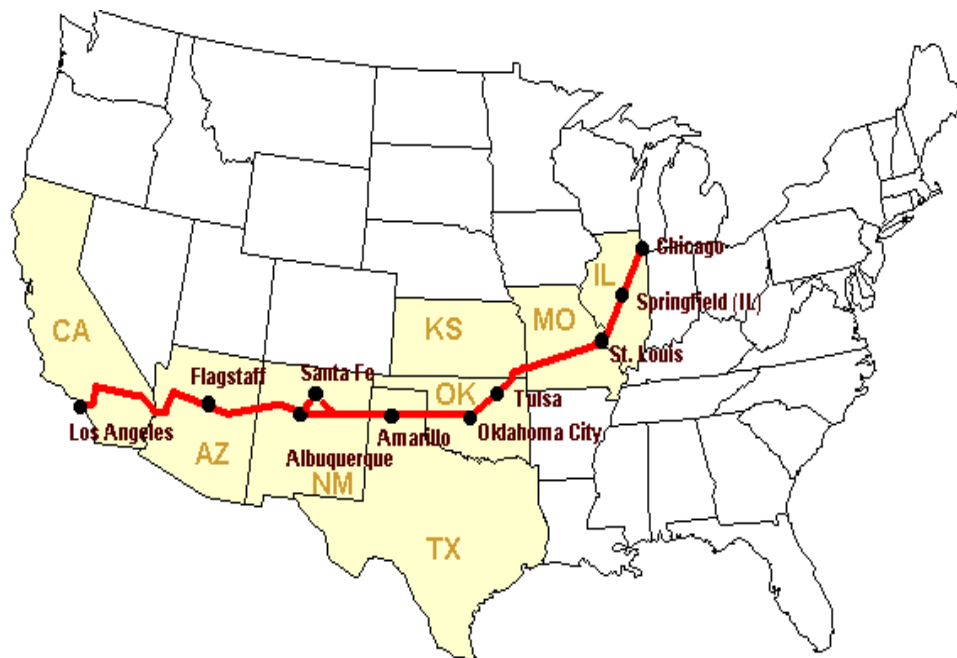 Chicago
IL
Springfield (IL)
MO
CA
KS
St. Louis
Flagstaff
Santa Fe
OK
Tulsa
Los Angeles
Amarillo
Oklahoma City
AZ
Albuquerque
NM
TX